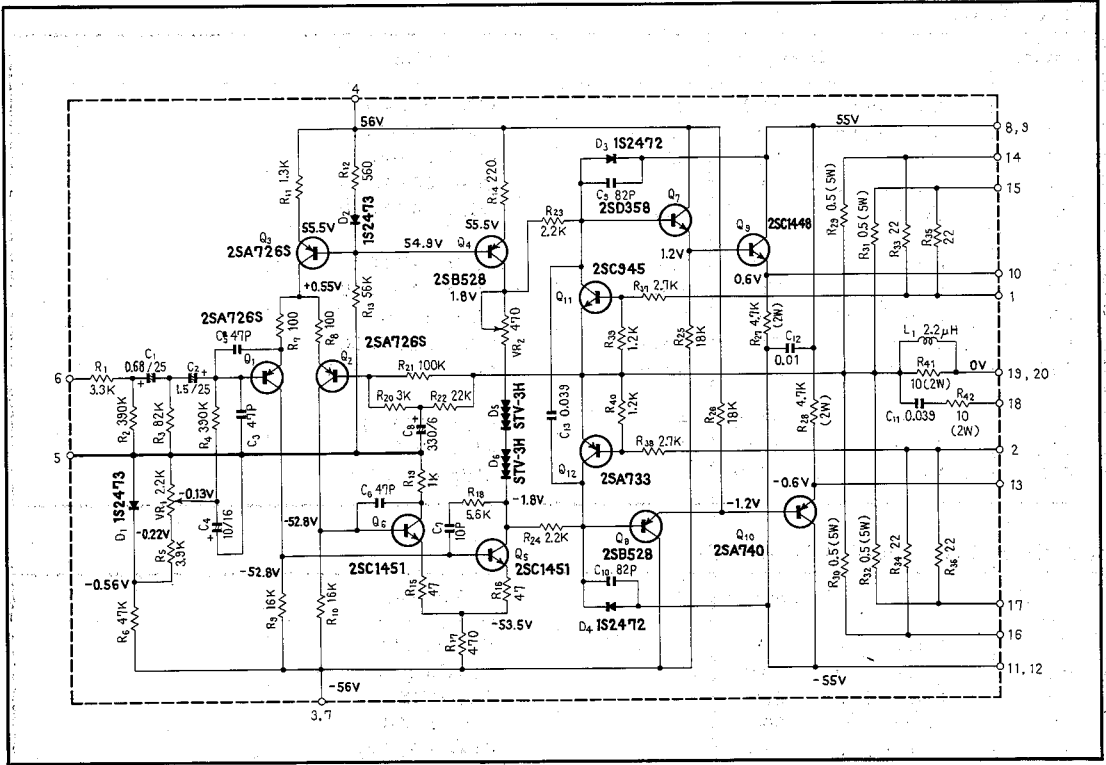 4
56V
55V
8, 9
14
15
R11 1.3K
R12 560
D2
1S2473
R14 220
D3 1S2472
C9 82P
2SD358
Q7
R29 0.5 (5W)
R31 0.5 (5W)
R33 22
R35 22
Q3
55.5V
2SA726S
54.9V
55.5V
Q4
2SB528
1.8V
R23
2.2K
1.2V
Q9
2SC1448
0.6V
10
+0.55V
R13 56K
2SC945
Q11
R37 2.7K
1
2SA726S
C5 47P
R7 100
R8 100
Q1
Q2
2SA726S
470
VR2
R39 1.2K
R25 18K
R27 4.7K (2W)
C12
0.01
L1 2.2μH
6
R1
3.3K
C1
0.68/25
C2
1.5/25
R21 100K
R41
10 (2W)
0V
19, 20
R2 390K
R3 82K
R4 390K
C3 47P
R20 3K
R22 22K
C8 330/6
D5
STV-3H
C13 0.039
R40 1.2K
R26 18K
R28 4.7K (2W)
C11 0.039
R42
10
(2W)
18
5
D6
STV-3H
Q12
2SA733
R38 2.7K
2
D1 1S2473
VR1 2.2K
-0.13V
-0.22V
C4
10/16
R5 3.9K
-0.56V
R6 47K
R19 1K
C6 47P
-52.8V
Q6
2SC1451
C7 10P
R18
5.6K
-1.8V
Q5
2SC1451
R24 2.2K
Q8
2SB528
-1.2V
-0.6V
13
Q10
2SA740
-52.8V
R9 16K
R10 16K
R15 47
R16 47
-53.5V
R17 470
C10 82P
D4 1S2472
R30 0.5 (5W)
R32 0.5 (5W)
R34 22
R36 22
17
16
-56V
-55V
11, 12
3, 7